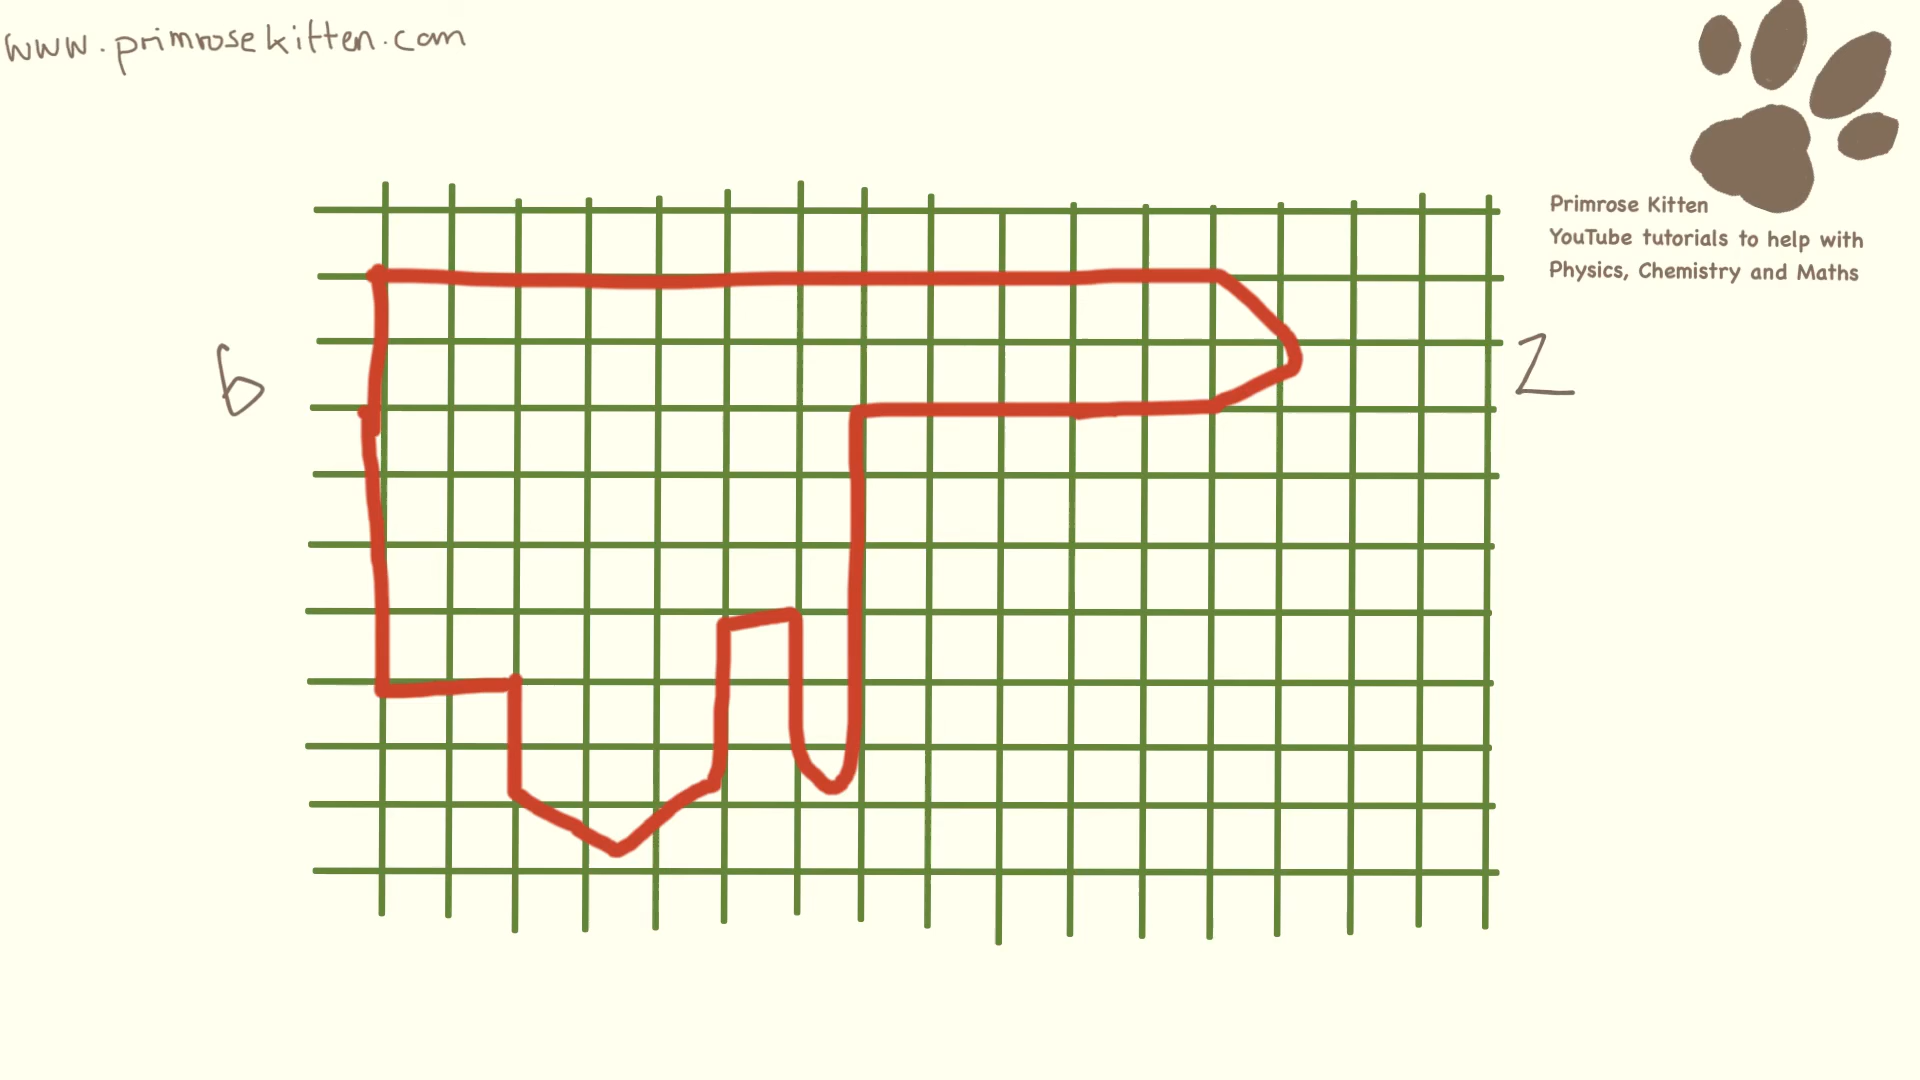 www.primrosekitten.com
Primrose Kitten
YouTube tutorials to help with
Physics, Chemistry and Maths
6
2